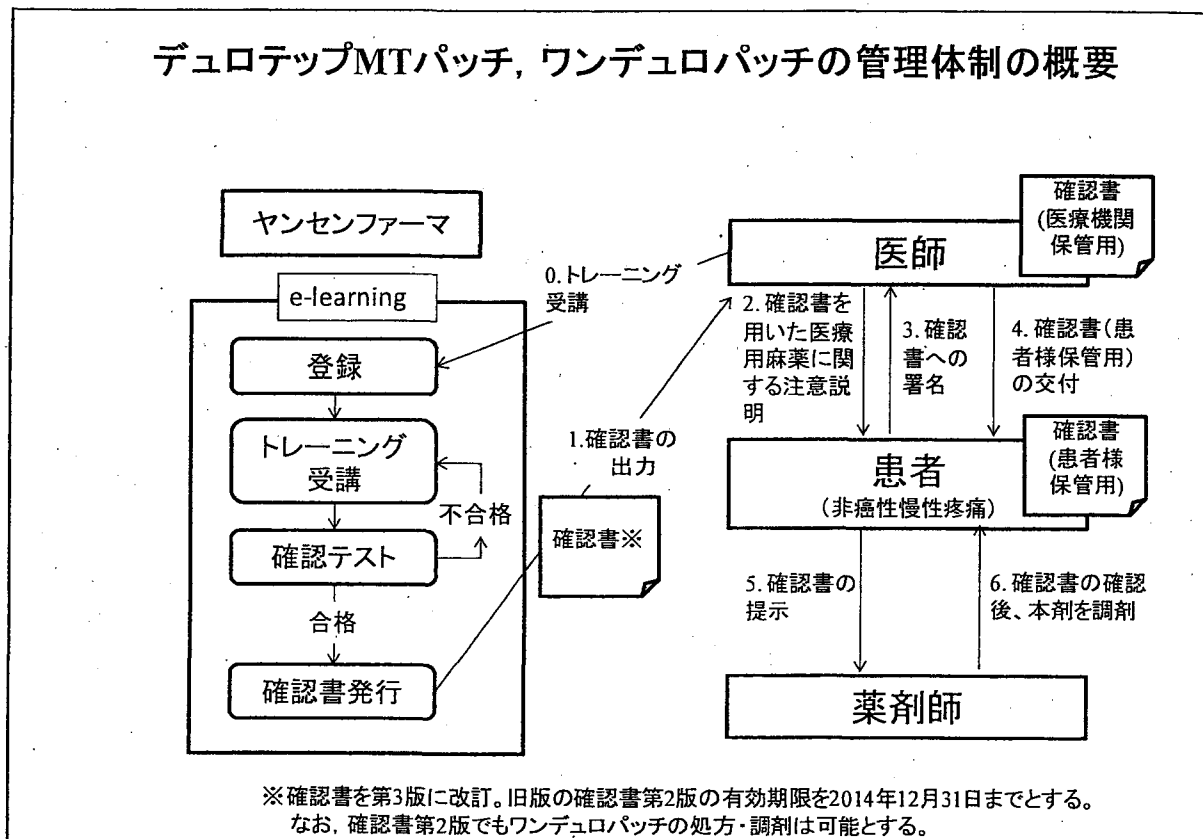 デュロテップMTパッチ, ワンデュロパッチの管理体制の概要
ヤンセンファーマ
e-learning
登録
トレーニング
受講
確認テスト
不合格
合格
確認書発行
0.トレーニング
受講
1.確認書の
出力
確認書※
医師
確認書
(医療機関
保管用)
2.確認書を
用いた医療
用麻薬に関
する注意説
明
3.確認
書への
署名
4.確認書(患
者様保管用)
の交付
患者
(非癌性慢性疼痛)
確認書
(患者様
保管用)
5.確認書の
提示
6.確認書の確認
後、本剤を調剤
薬剤師
※確認書を第3版に改訂。旧版の確認書第2版の有効期限を2014年12月31日までとする。
なお, 確認書第2版でもワンデュロパッチの処方・調剤は可能とする。